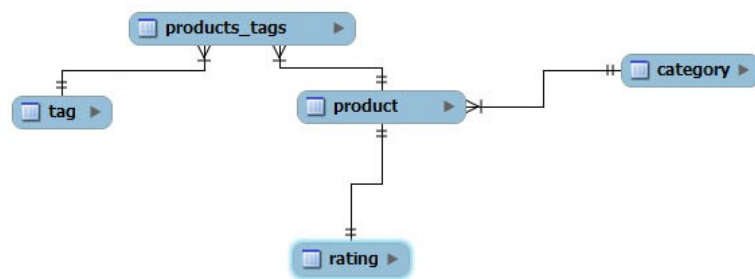 products_tags
category
tag
product
rating